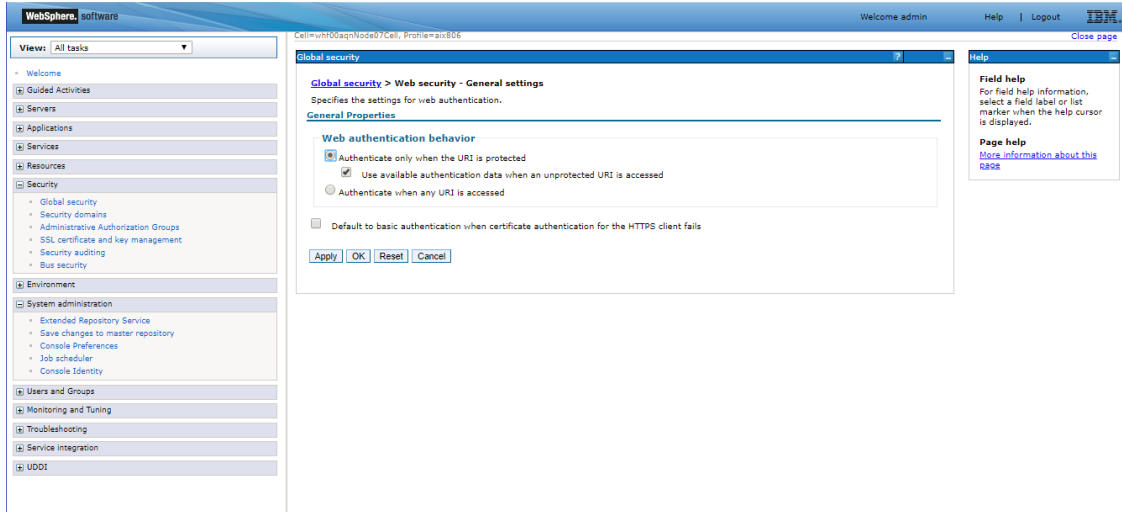 WebSphere. software
Welcome admin
Help | Logout
IBM.
View: All tasks
Cell=whf00aqnNode07Cell, Profile=aix806
Close page
Welcome
Guided Activities
Servers
Applications
Services
Resources
Security
Global security
Security domains
Administrative Authorization Groups
SSL certificate and key management
Security auditing
Bus security
Environment
System administration
Extended Repository Service
Save changes to master repository
Console Preferences
Job scheduler
Console Identity
Users and Groups
Monitoring and Tuning
Troubleshooting
Service integration
UDDI
Global security
?
Global security > Web security - General settings
Specifies the settings for web authentication.
General Properties
Web authentication behavior
Authenticate only when the URI is protected
Use available authentication data when an unprotected URI is accessed
Authenticate when any URI is accessed
Default to basic authentication when certificate authentication for the HTTPS client fails
Apply OK Reset Cancel
Help
Field help
For field help information,
select a field label or list
marker when the help cursor
is displayed.
Page help
More information about this
page